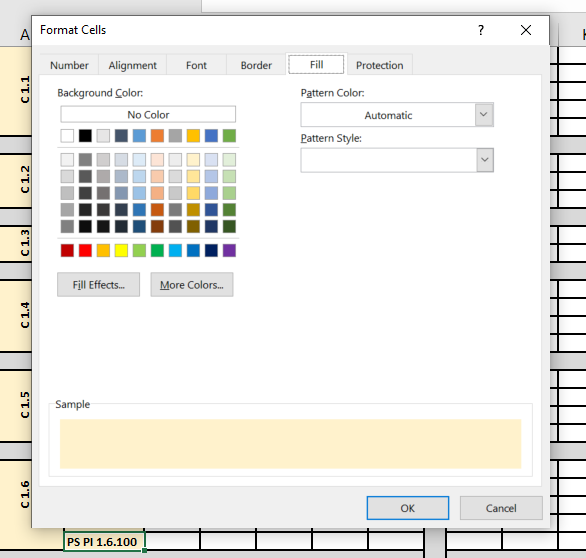 Format Cells ?
A
K
Number Alignment Font Border Fill Protection
Background Color:
No Color
Pattern Color:
Automatic
Pattern Style:
Fill Effects... More Colors...
Sample
OK Cancel
C 1.1
C 1.2
C 1.3
C 1.4
C 1.5
C 1.6
PS PI 1.6.100